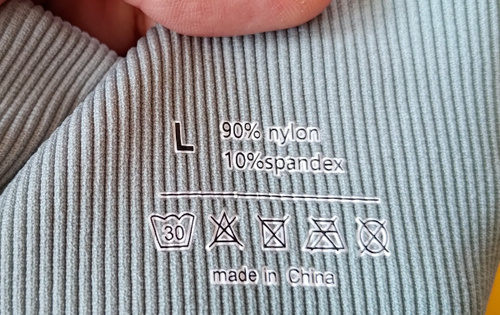 L
90% nylon
10%spandex
30
made in China